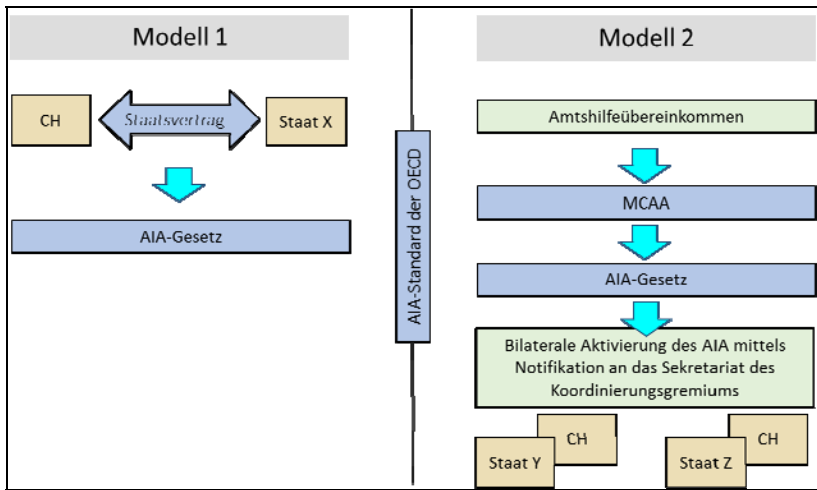 Modell 1
CH
Staatsvertrag
Staat X
AIA-Gesetz
AIA-Standard der OECD
Modell 2
Amtshilfeübereinkommen
MCAA
AIA-Gesetz
Bilaterale Aktivierung des AIA mittels
Notifikation an das Sekretariat des
Koordinierungsgremiums
CH
Staat Y
CH
Staat Z